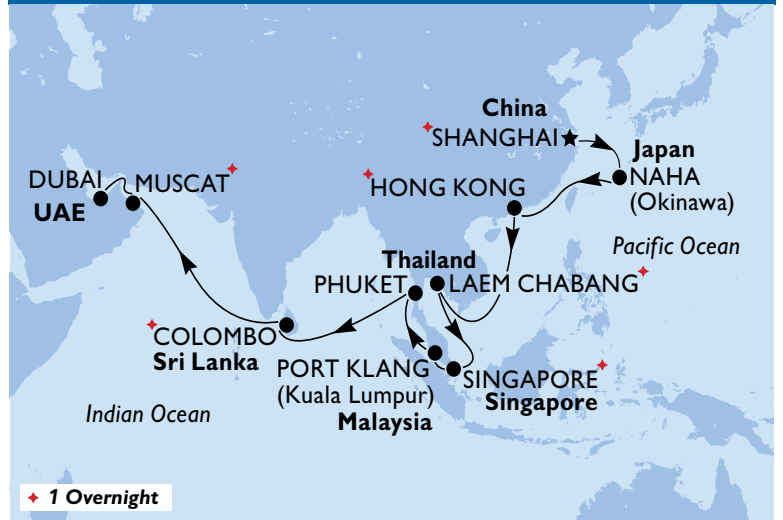 China
SHANGHAI
Japan
NAHA
(Okinawa)
DUBAI
UAE
MUSCAT
HONG KONG
Pacific Ocean
Thailand
PHUKET
LAEM CHABANG
COLOMBO
Sri Lanka
PORT KLANG
(Kuala Lumpur)
Malaysia
SINGAPORE
Singapore
Indian Ocean
1 Overnight